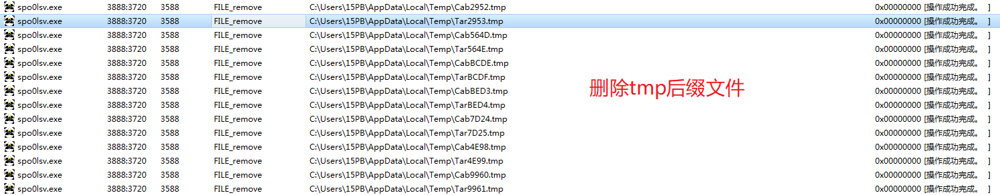 spo0lsv.exe 3888:3720 3588 FILE_remove C:\Users\15PB\AppData\Local\Temp\Cab2952.tmp 0x00000000 [操作成功完成。 ]
spo0lsv.exe 3888:3720 3588 FILE_remove C:\Users\15PB\AppData\Local\Temp\Tar2953.tmp 0x00000000 [操作成功完成。 ]
spo0lsv.exe 3888:3720 3588 FILE_remove C:\Users\15PB\AppData\Local\Temp\Cab564D.tmp 0x00000000 [操作成功完成。 ]
spo0lsv.exe 3888:3720 3588 FILE_remove C:\Users\15PB\AppData\Local\Temp\Tar564E.tmp 0x00000000 [操作成功完成。 ]
spo0lsv.exe 3888:3720 3588 FILE_remove C:\Users\15PB\AppData\Local\Temp\CabBCDE.tmp 0x00000000 [操作成功完成。 ]
spo0lsv.exe 3888:3720 3588 FILE_remove C:\Users\15PB\AppData\Local\Temp\TarBCDF.tmp 0x00000000 [操作成功完成。 ]
spo0lsv.exe 3888:3720 3588 FILE_remove C:\Users\15PB\AppData\Local\Temp\CabBED3.tmp 0x00000000 [操作成功完成。 ]
删除tmp后缀文件
spo0lsv.exe 3888:3720 3588 FILE_remove C:\Users\15PB\AppData\Local\Temp\TarBED4.tmp 0x00000000 [操作成功完成。 ]
spo0lsv.exe 3888:3720 3588 FILE_remove C:\Users\15PB\AppData\Local\Temp\Cab7D24.tmp 0x00000000 [操作成功完成。 ]
spo0lsv.exe 3888:3720 3588 FILE_remove C:\Users\15PB\AppData\Local\Temp\Tar7D25.tmp 0x00000000 [操作成功完成。 ]
spo0lsv.exe 3888:3720 3588 FILE_remove C:\Users\15PB\AppData\Local\Temp\Cab4E98.tmp 0x00000000 [操作成功完成。 ]
spo0lsv.exe 3888:3720 3588 FILE_remove C:\Users\15PB\AppData\Local\Temp\Tar4E99.tmp 0x00000000 [操作成功完成。 ]
spo0lsv.exe 3888:3720 3588 FILE_remove C:\Users\15PB\AppData\Local\Temp\Cab9960.tmp 0x00000000 [操作成功完成。 ]
spo0lsv.exe 3888:3720 3588 FILE_remove C:\Users\15PB\AppData\Local\Temp\Tar9961.tmp 0x00000000 [操作成功完成。 ]